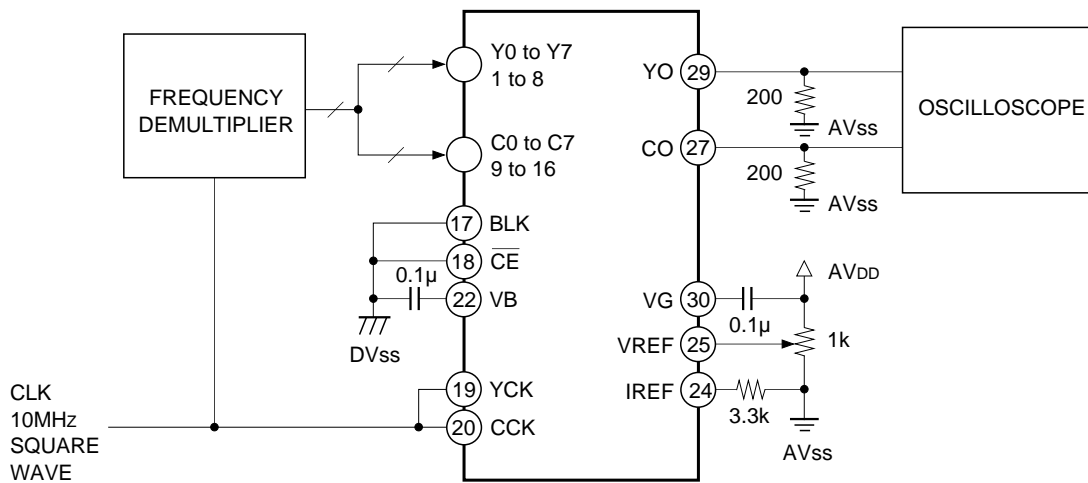 FREQUENCY
DEMULTIPLIER
Y0 to Y7
1 to 8
C0 to C7
9 to 16
17 BLK
18 CE
0.1µ
22 VB
DVss
19 YCK
20 CCK
CLK
10MHz
SQUARE
WAVE
YO 29
200
AVss
CO 27
200
AVss
OSCILLOSCOPE
AVDD
VG 30
0.1µ
VREF 25
1k
IREF 24
3.3k
AVss